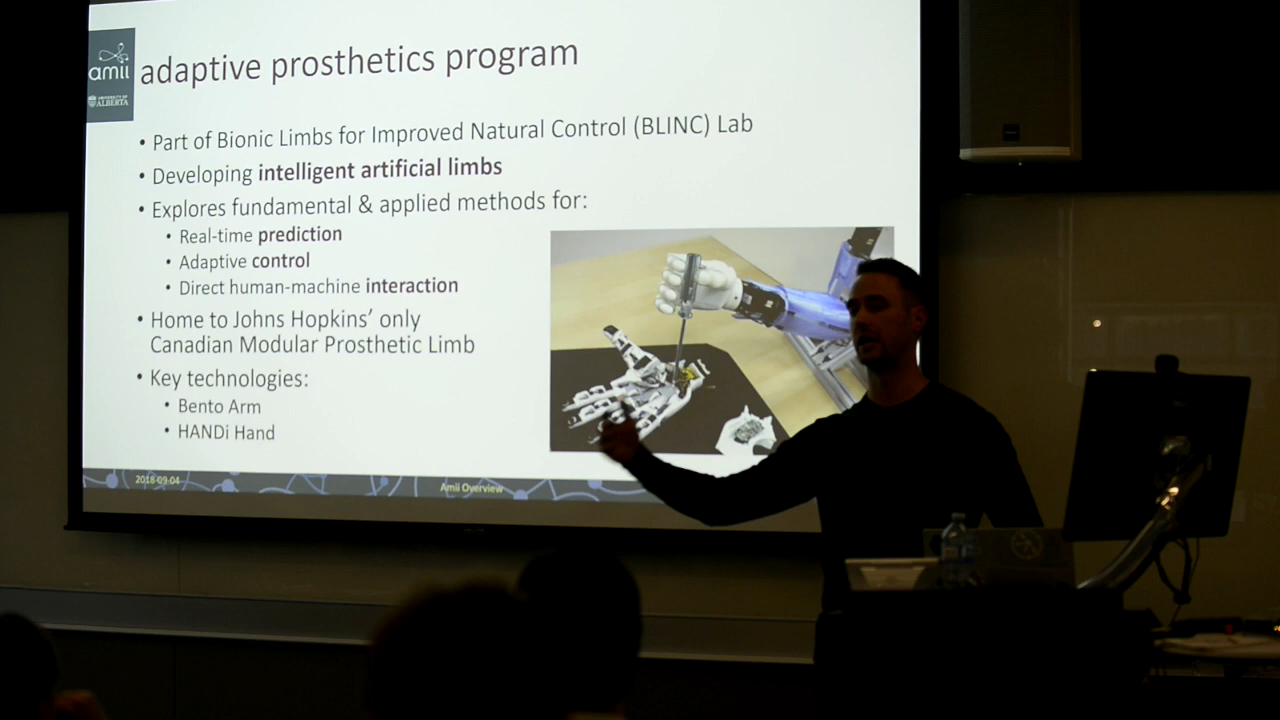 amii
UNIVERSITY OF
ALBERTA
adaptive prosthetics program
• Part of Bionic Limbs for Improved Natural Control (BLINC) Lab
• Developing intelligent artificial limbs
• Explores fundamental & applied methods for:
• Real-time prediction
• Adaptive control
• Direct human-machine interaction
• Home to Johns Hopkins' only
Canadian Modular Prosthetic Limb
• Key technologies:
• Bento Arm
• HANDi Hand
2018-09-04
Amii Overview